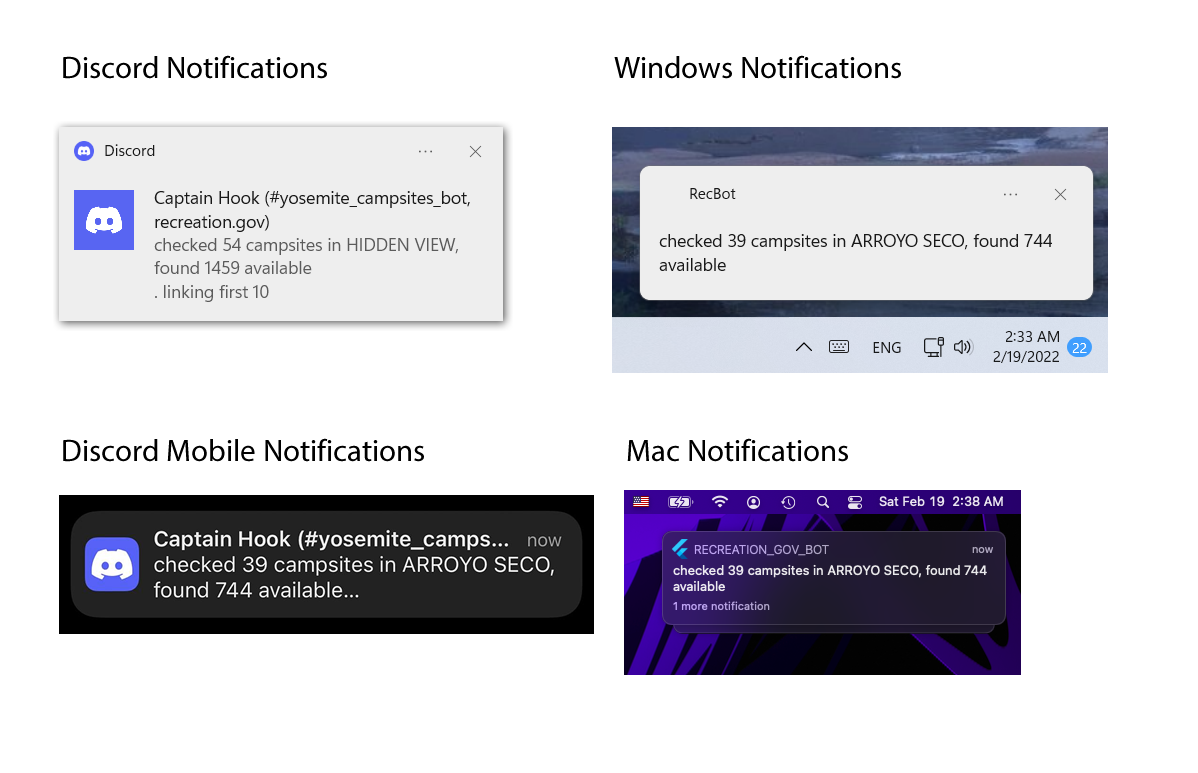 Discord Notifications
Discord
Captain Hook (#yosemite_campsites_bot,
recreation.gov)
checked 54 campsites in HIDDEN VIEW,
found 1459 available
. linking first 10
Windows Notifications
RecBot
checked 39 campsites in ARROYO SECO, found 744
available
ENG
2:33 AM
2/19/2022
22
Discord Mobile Notifications
Captain Hook (#yosemite_camps... now
checked 39 campsites in ARROYO SECO,
found 744 available...
Mac Notifications
Sat Feb 19 2:38 AM
RECREATION_GOV_BOT now
checked 39 campsites in ARROYO SECO, found 744
available
1 more notification